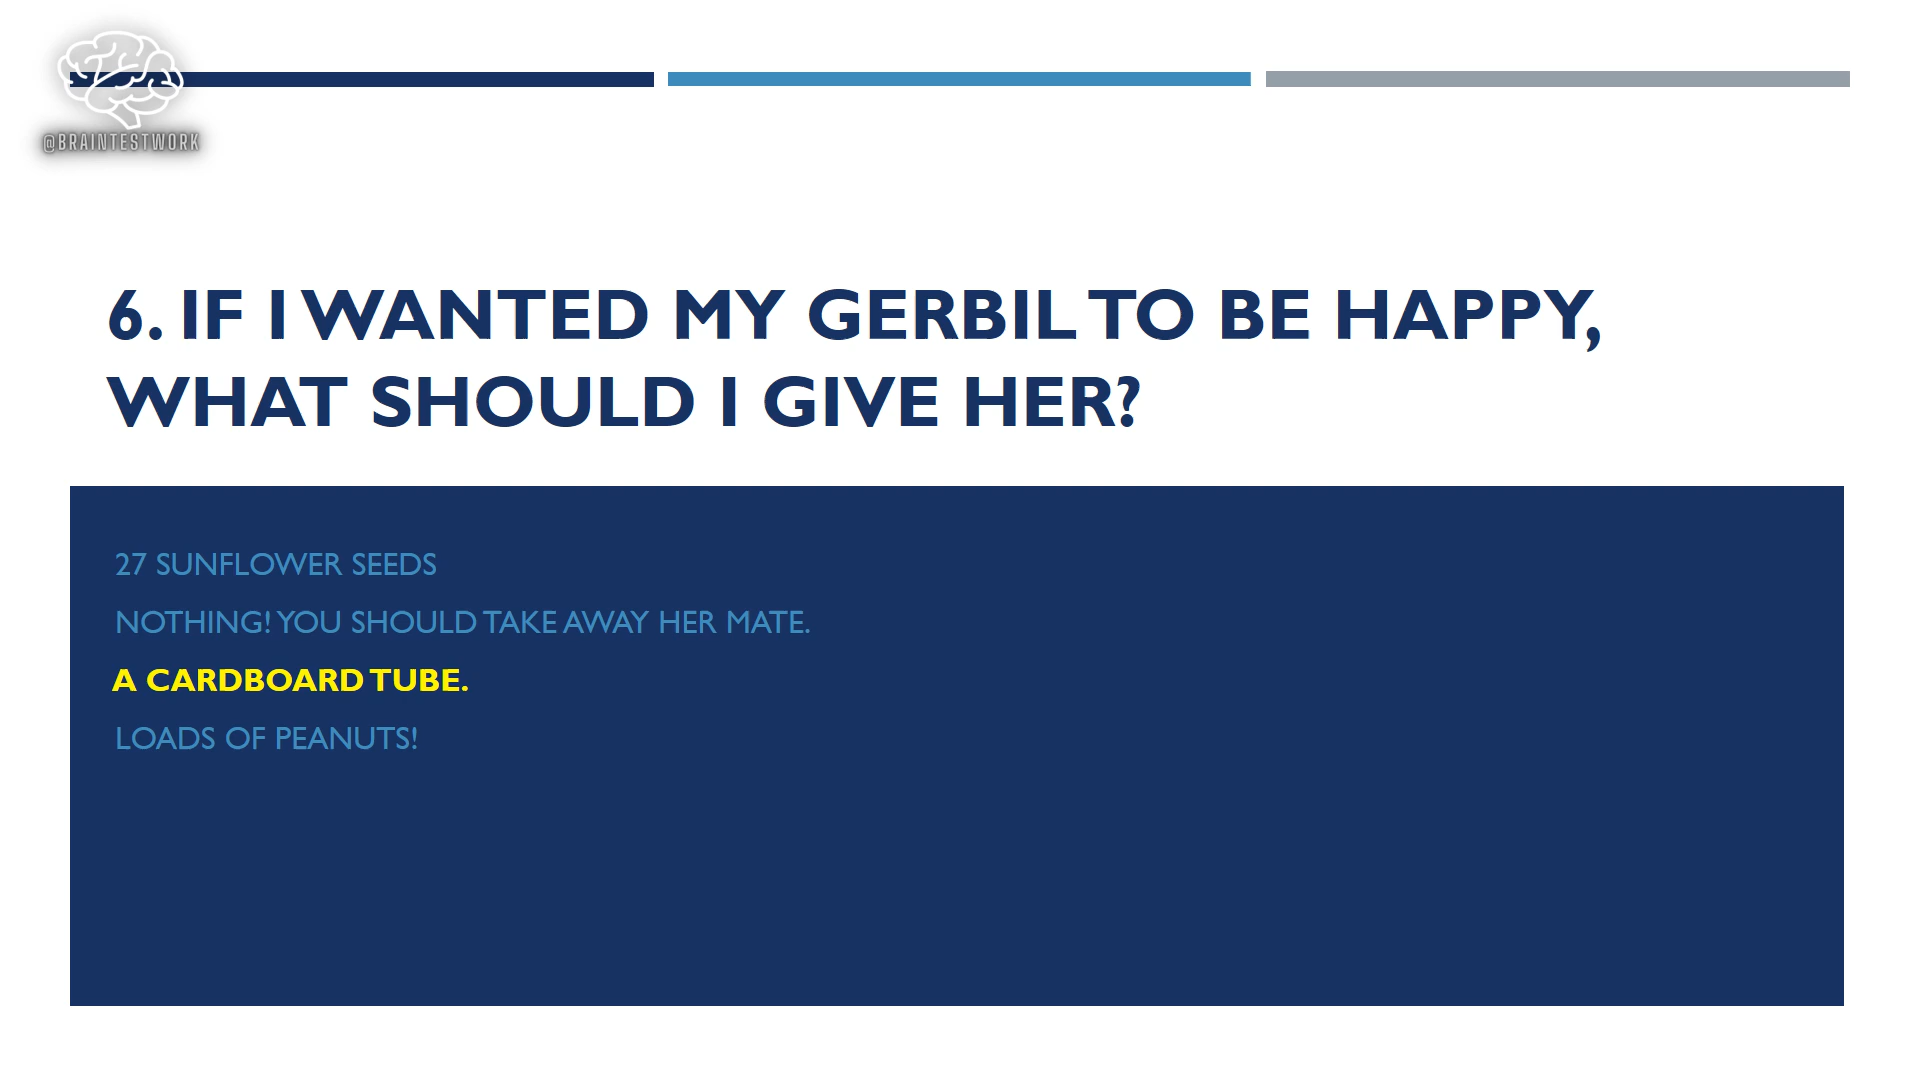 @BRAINTESTWORK
6. IF I WANTED MY GERBIL TO BE HAPPY,
WHAT SHOULD I GIVE HER?
27 SUNFLOWER SEEDS
NOTHING! YOU SHOULD TAKE AWAY HER MATE.
A CARDBOARD TUBE.
LOADS OF PEANUTS!